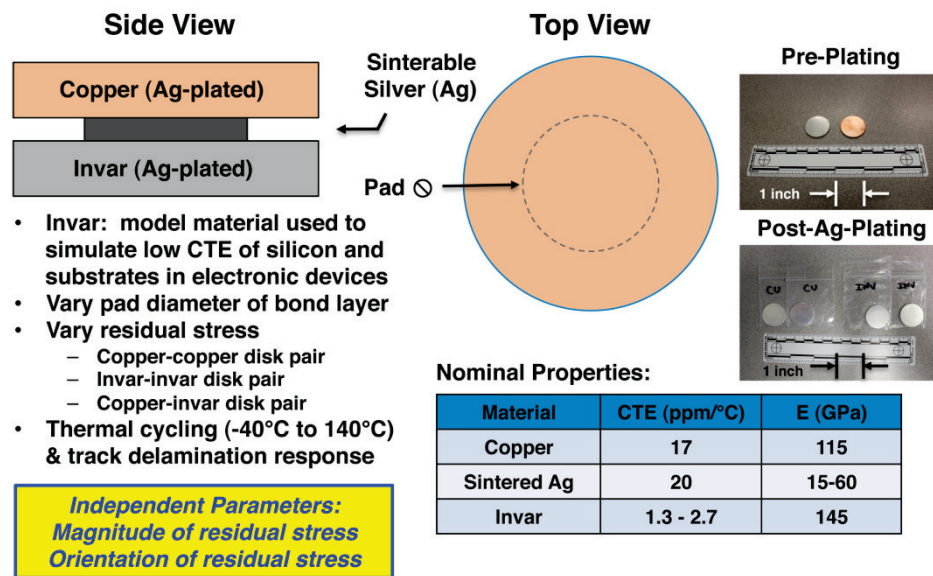 Side View
Copper (Ag-plated)
Invar (Ag-plated)
Sinterable
Silver (Ag)
Top View
Pad
Pre-Plating
1 inch
Post-Ag-Plating
CU
CU
INV
INV
1 inch
• Invar: model material used to
simulate low CTE of silicon and
substrates in electronic devices
• Vary pad diameter of bond layer
• Vary residual stress
– Copper-copper disk pair
– Invar-invar disk pair
– Copper-invar disk pair
• Thermal cycling (-40°C to 140°C)
& track delamination response
Independent Parameters:
Magnitude of residual stress
Orientation of residual stress
Nominal Properties:
Material CTE (ppm/°C) E (GPa)
Copper 17 115
Sintered Ag 20 15-60
Invar 1.3 - 2.7 145